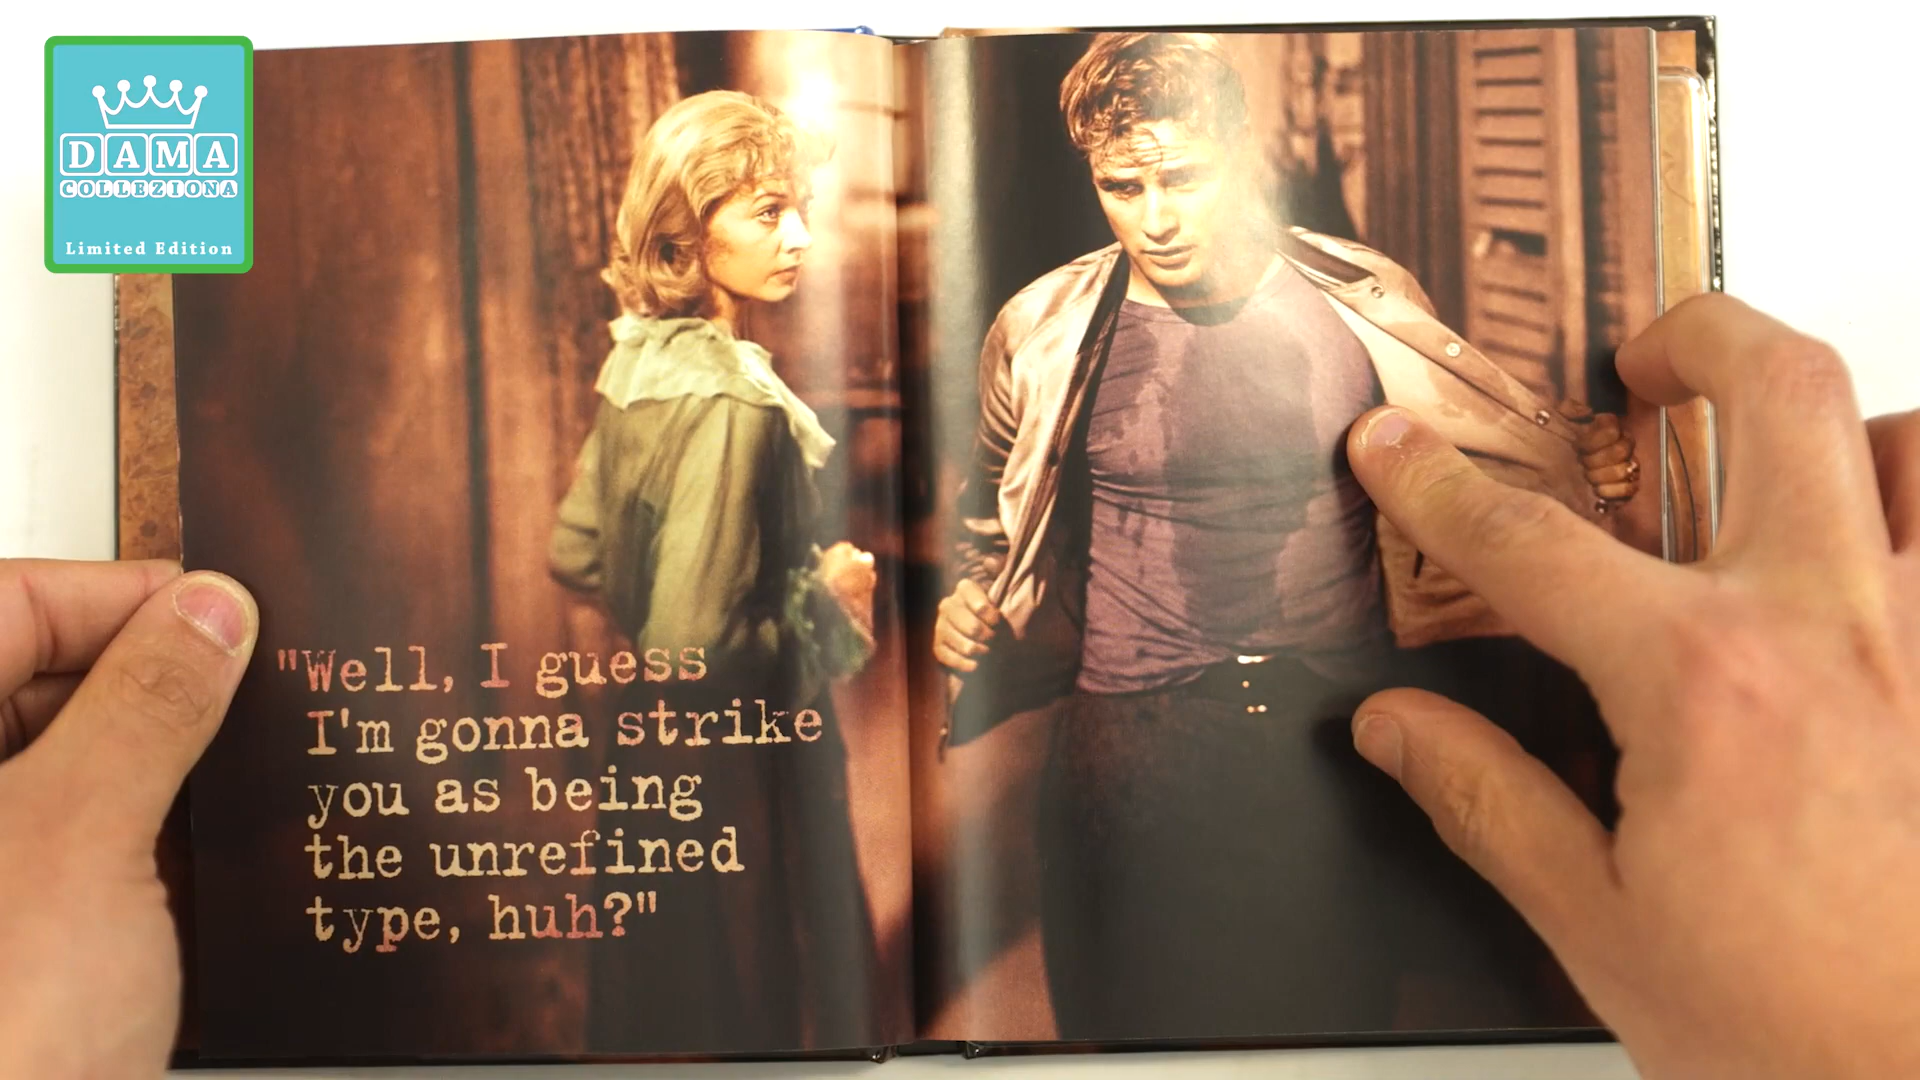 DAMA
COLLEZIONA
Limited Edition
"Well, I guess
I'm gonna strike
you as being
the unrefined
type, huh?"